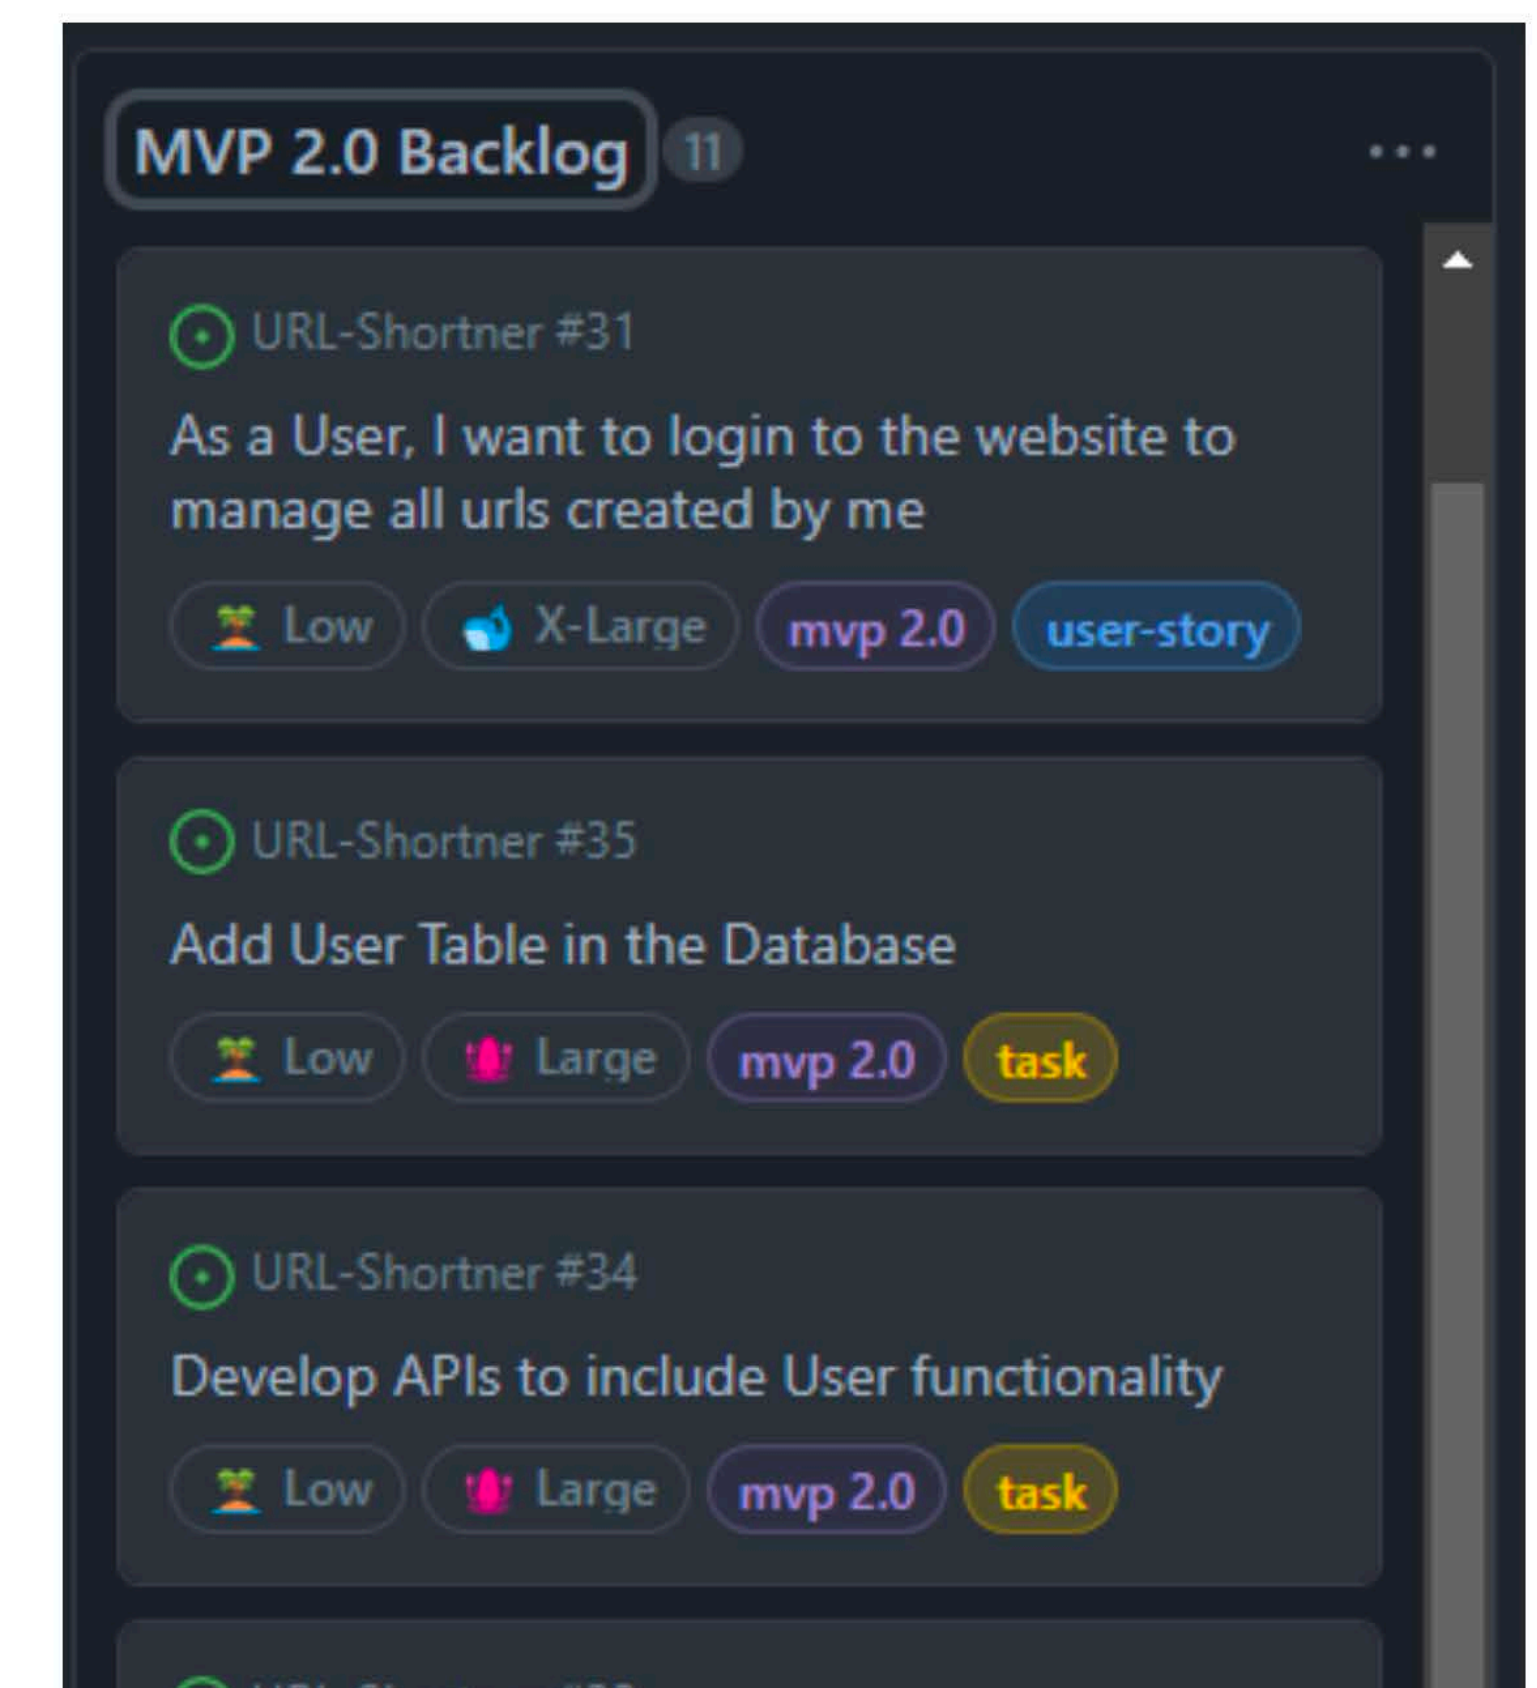 MVP 2.0 Backlog 11
URL-Shortner #31
As a User, I want to login to the website to
manage all urls created by me
Low X-Large mvp 2.0 user-story
URL-Shortner #35
Add User Table in the Database
Low Large mvp 2.0 task
URL-Shortner #34
Develop APIs to include User functionality
Low Large mvp 2.0 task